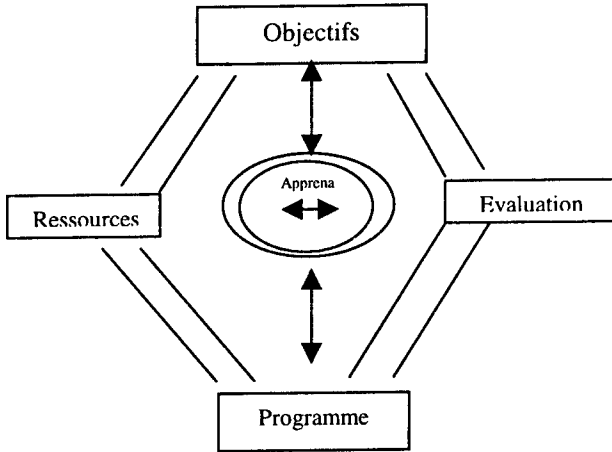 Objectifs
Apprena
Ressources
Evaluation
Programme